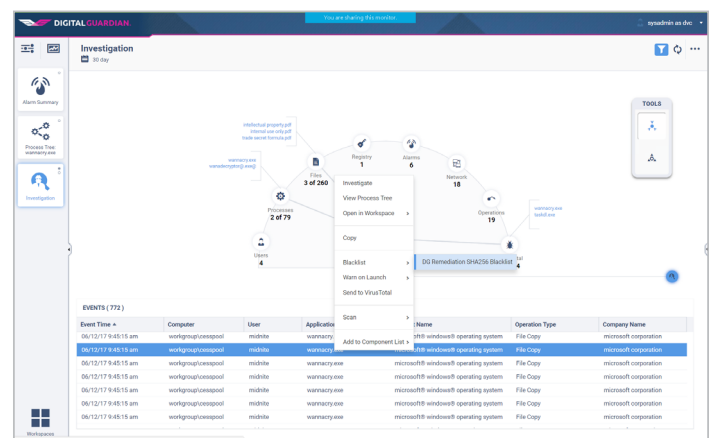 DIGITAL GUARDIAN.
You are sharing this monitor.
sysadmin as dvc
Investigation
30 day
Alarm Summary
Process Tree:
wannacry.exe
Investigation
Workspaces
TOOLS
intellectual property.pdf
internal use only.pdf
trade secret formula.pdf
wannacry.exe
wanadecryptor@.exe@
wannacry.exe
taskdl.exe
Registry
1
Alarms
6
Files
3 of 260
Network
18
Processes
2 of 79
Operations
19
Users
4
4
Investigate
View Process Tree
Open in Workspace
Copy
Blacklist
DG Remediation SHA256 Blacklist
Warn on Launch
Send to VirusTotal
Scan
Add to Component List
EVENTS ( 772 )
Event Time Computer User Application Name Operation Type Company Name
06/12/17 9:45:15 am workgroup\cesspool midnite wannacry. microsoft® windows® operating system File Copy microsoft corporation
06/12/17 9:45:15 am workgroup\cesspool midnite wannacry. microsoft® windows® operating system File Copy microsoft corporation
06/12/17 9:45:15 am workgroup\cesspool midnite wannacry.exe microsoft® windows® operating system File Copy microsoft corporation
06/12/17 9:45:15 am workgroup\cesspool midnite wannacry.exe microsoft® windows® operating system File Copy microsoft corporation
06/12/17 9:45:15 am workgroup\cesspool midnite wannacry.exe microsoft® windows® operating system File Copy microsoft corporation
06/12/17 9:45:15 am workgroup\cesspool midnite wannacry.exe microsoft® windows® operating system File Copy microsoft corporation
06/12/17 9:45:15 am workgroup\cesspool midnite wannacry.exe microsoft® windows® operating system File Copy microsoft corporation